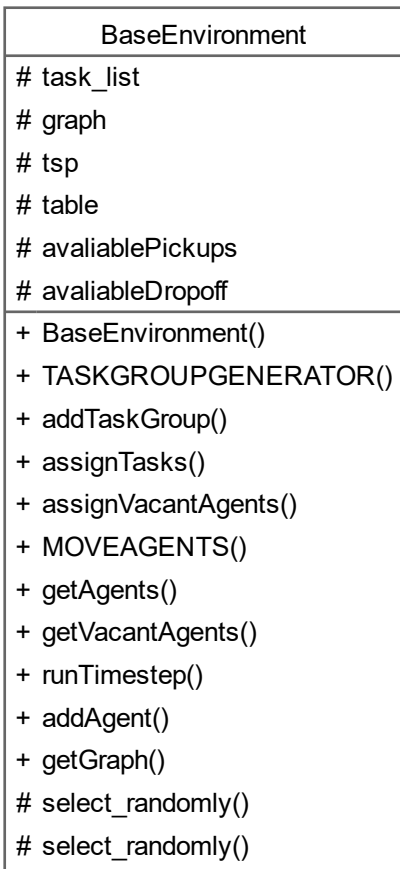 BaseEnvironment
# task_list
# graph
# tsp
# table
# avaliablePickups
# avaliableDropoff
+ BaseEnvironment()
+ TASKGROUPGENERATOR()
+ addTaskGroup()
+ assignTasks()
+ assignVacantAgents()
+ MOVEAGENTS()
+ getAgents()
+ getVacantAgents()
+ runTimestep()
+ addAgent()
+ getGraph()
# select_randomly()
# select_randomly()